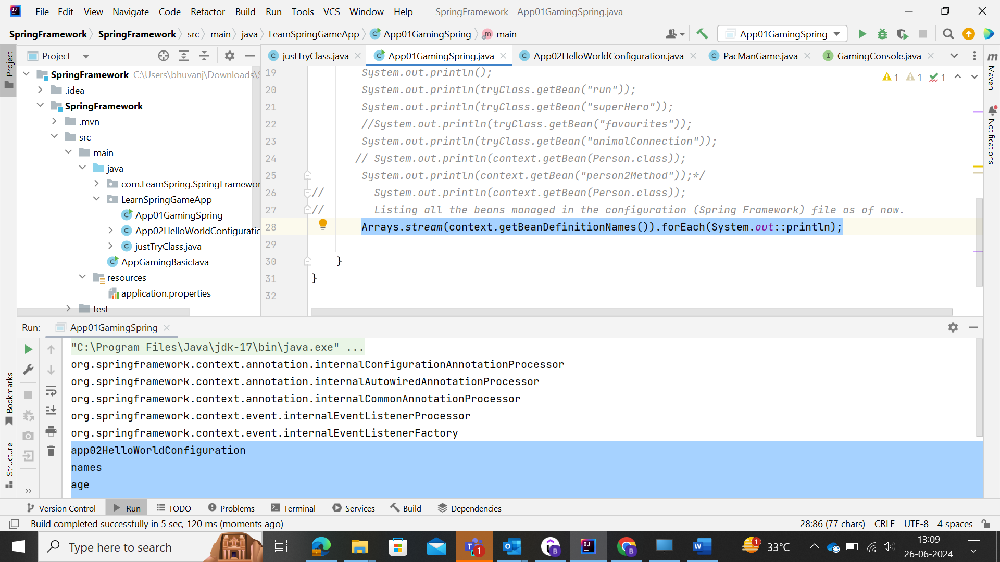 File Edit View Navigate Code Refactor Build Run Tools VCS Window Help SpringFramework - App01GamingSpring.java
SpringFramework SpringFramework src main java LearnSpringGameApp App01GamingSpring main App01GamingSpring
Project
justTryClass.java App01GamingSpring.java App02HelloWorldConfiguration.java PacManGame.java GamingConsole.java
Project
Maven
Notifications
SpringFramework C:\Users\bhuvanj\Downloads\S
.idea
SpringFramework
.mvn
src
main
java
com.LearnSpring.SpringFramewor
LearnSpringGameApp
App01GamingSpring
App02HelloWorldConfiguratio
justTryClass.java
AppGamingBasicJava
resources
application.properties
test
1 1 1
19 System.out.println();
20 System.out.println(tryClass.getBean("run"));
21 System.out.println(tryClass.getBean("superHero"));
22 //System.out.println(tryClass.getBean("favourites"));
23 System.out.println(tryClass.getBean("animalConnection"));
24 // System.out.println(context.getBean(Person.class));
25 System.out.println(context.getBean("person2Method"));*/
26 // System.out.println(context.getBean(Person.class));
27 // Listing all the beans managed in the configuration (Spring Framework) file as of now.
28 Arrays.stream(context.getBeanDefinitionNames()).forEach(System.out::println);
29
30 }
31 }
32
Run: App01GamingSpring
"C:\Program Files\Java\jdk-17\bin\java.exe" ...
org.springframework.context.annotation.internalConfigurationAnnotationProcessor
org.springframework.context.annotation.internalAutowiredAnnotationProcessor
org.springframework.context.annotation.internalCommonAnnotationProcessor
org.springframework.context.event.internalEventListenerProcessor
org.springframework.context.event.internalEventListenerFactory
app02HelloWorldConfiguration
names
age
Bookmarks
Structure
Version Control Run TODO Problems Terminal Services Build Dependencies
Build completed successfully in 5 sec, 120 ms (moments ago) 28:86 (77 chars) CRLF UTF-8 4 spaces
Type here to search 1 33°C 13:09
26-06-2024